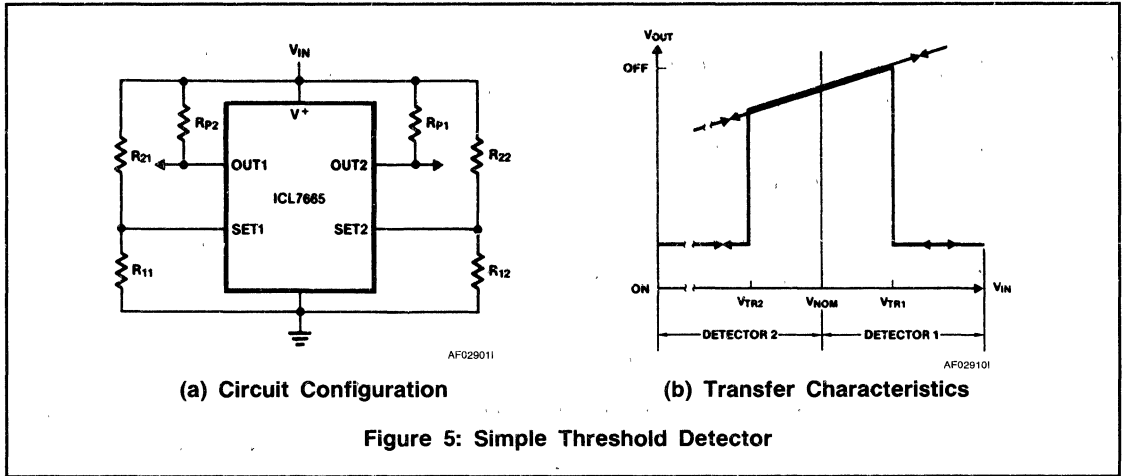 VIN
V+
RP2
RP1
R21
R22
OUT1
OUT2
ICL7665
SET1
SET2
R11
R12
AF02901I
(a) Circuit Configuration
VOUT
OFF
ON
VTR2
VNOM
VTR1
VIN
DETECTOR 2
DETECTOR 1
AF02910I
(b) Transfer Characteristics
Figure 5: Simple Threshold Detector